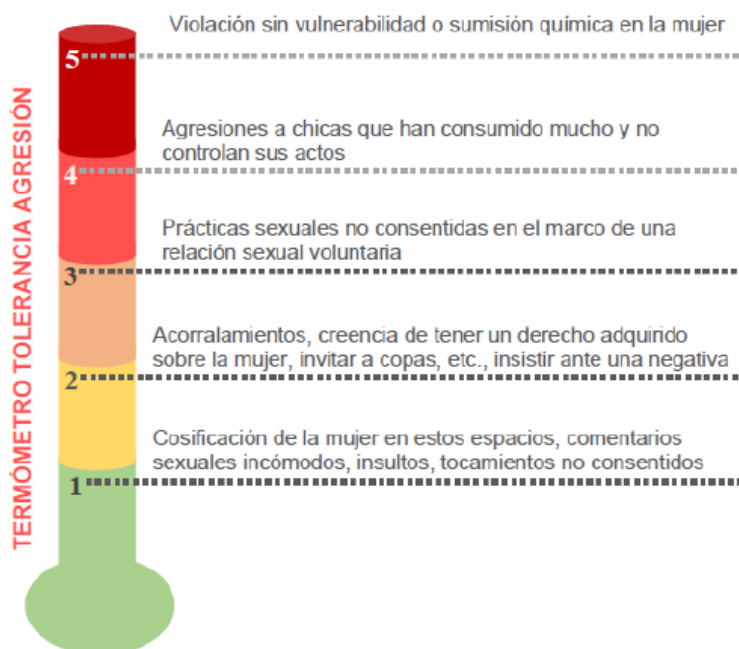 TERMÓMETRO TOLERANCIA AGRESIÓN
5
Violación sin vulnerabilidad o sumisión química en la mujer
4
Agresiones a chicas que han consumido mucho y no
controlan sus actos
3
Prácticas sexuales no consentidas en el marco de una
relación sexual voluntaria
2
Acorralamientos, creencia de tener un derecho adquirido
sobre la mujer, invitar a copas, etc., insistir ante una negativa
1
Cosificación de la mujer en estos espacios, comentarios
sexuales incómodos, insultos, tocamientos no consentidos